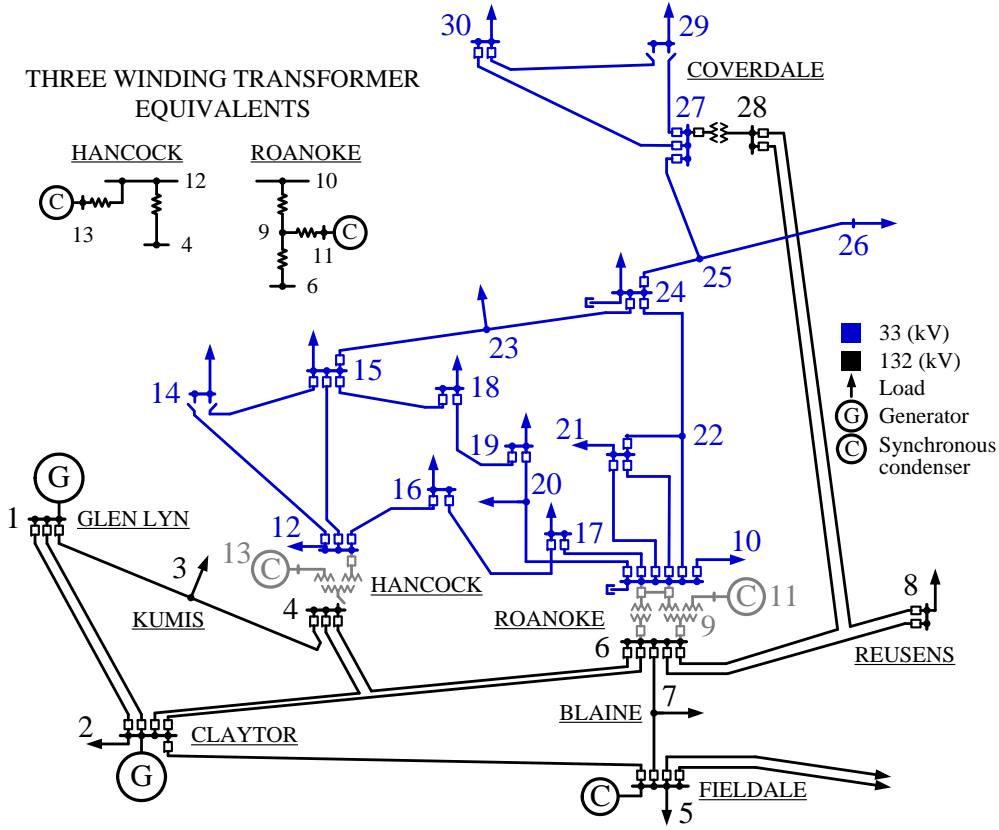 30
29
COVERDALE
THREE WINDING TRANSFORMER
EQUIVALENTS
27
28
HANCOCK
ROANOKE
12
10
C
13
4
9
C
11
6
26
25
24
23
33 (kV)
132 (kV)
Load
G
Generator
C
Synchronous
condenser
15
14
18
19
21
22
20
16
17
G
1
GLEN LYN
12
10
13
C
HANCOCK
3
KUMIS
4
ROANOKE
C
11
9
8
6
REUSENS
7
BLAINE
2
CLAYTOR
G
C
FIELDALE
5